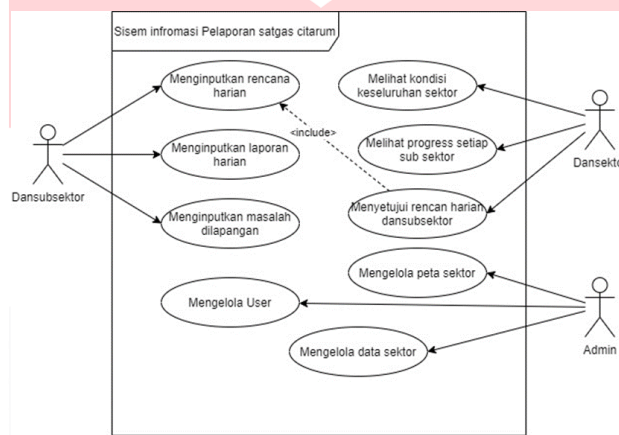 Sisem infromasi Pelaporan satgas citarum
Menginputkan rencana
harian
Melihat kondisi
keseluruhan sektor
<include>
Menginputkan laporan
harian
Melihat progress setiap
sub sektor
Dansubsektor
Dansekto
Menginputkan masalah
dilapangan
Menyetujui rencan harian
dansubsektor
Mengelola peta sektor
Mengelola User
Mengelola data sektor
Admin